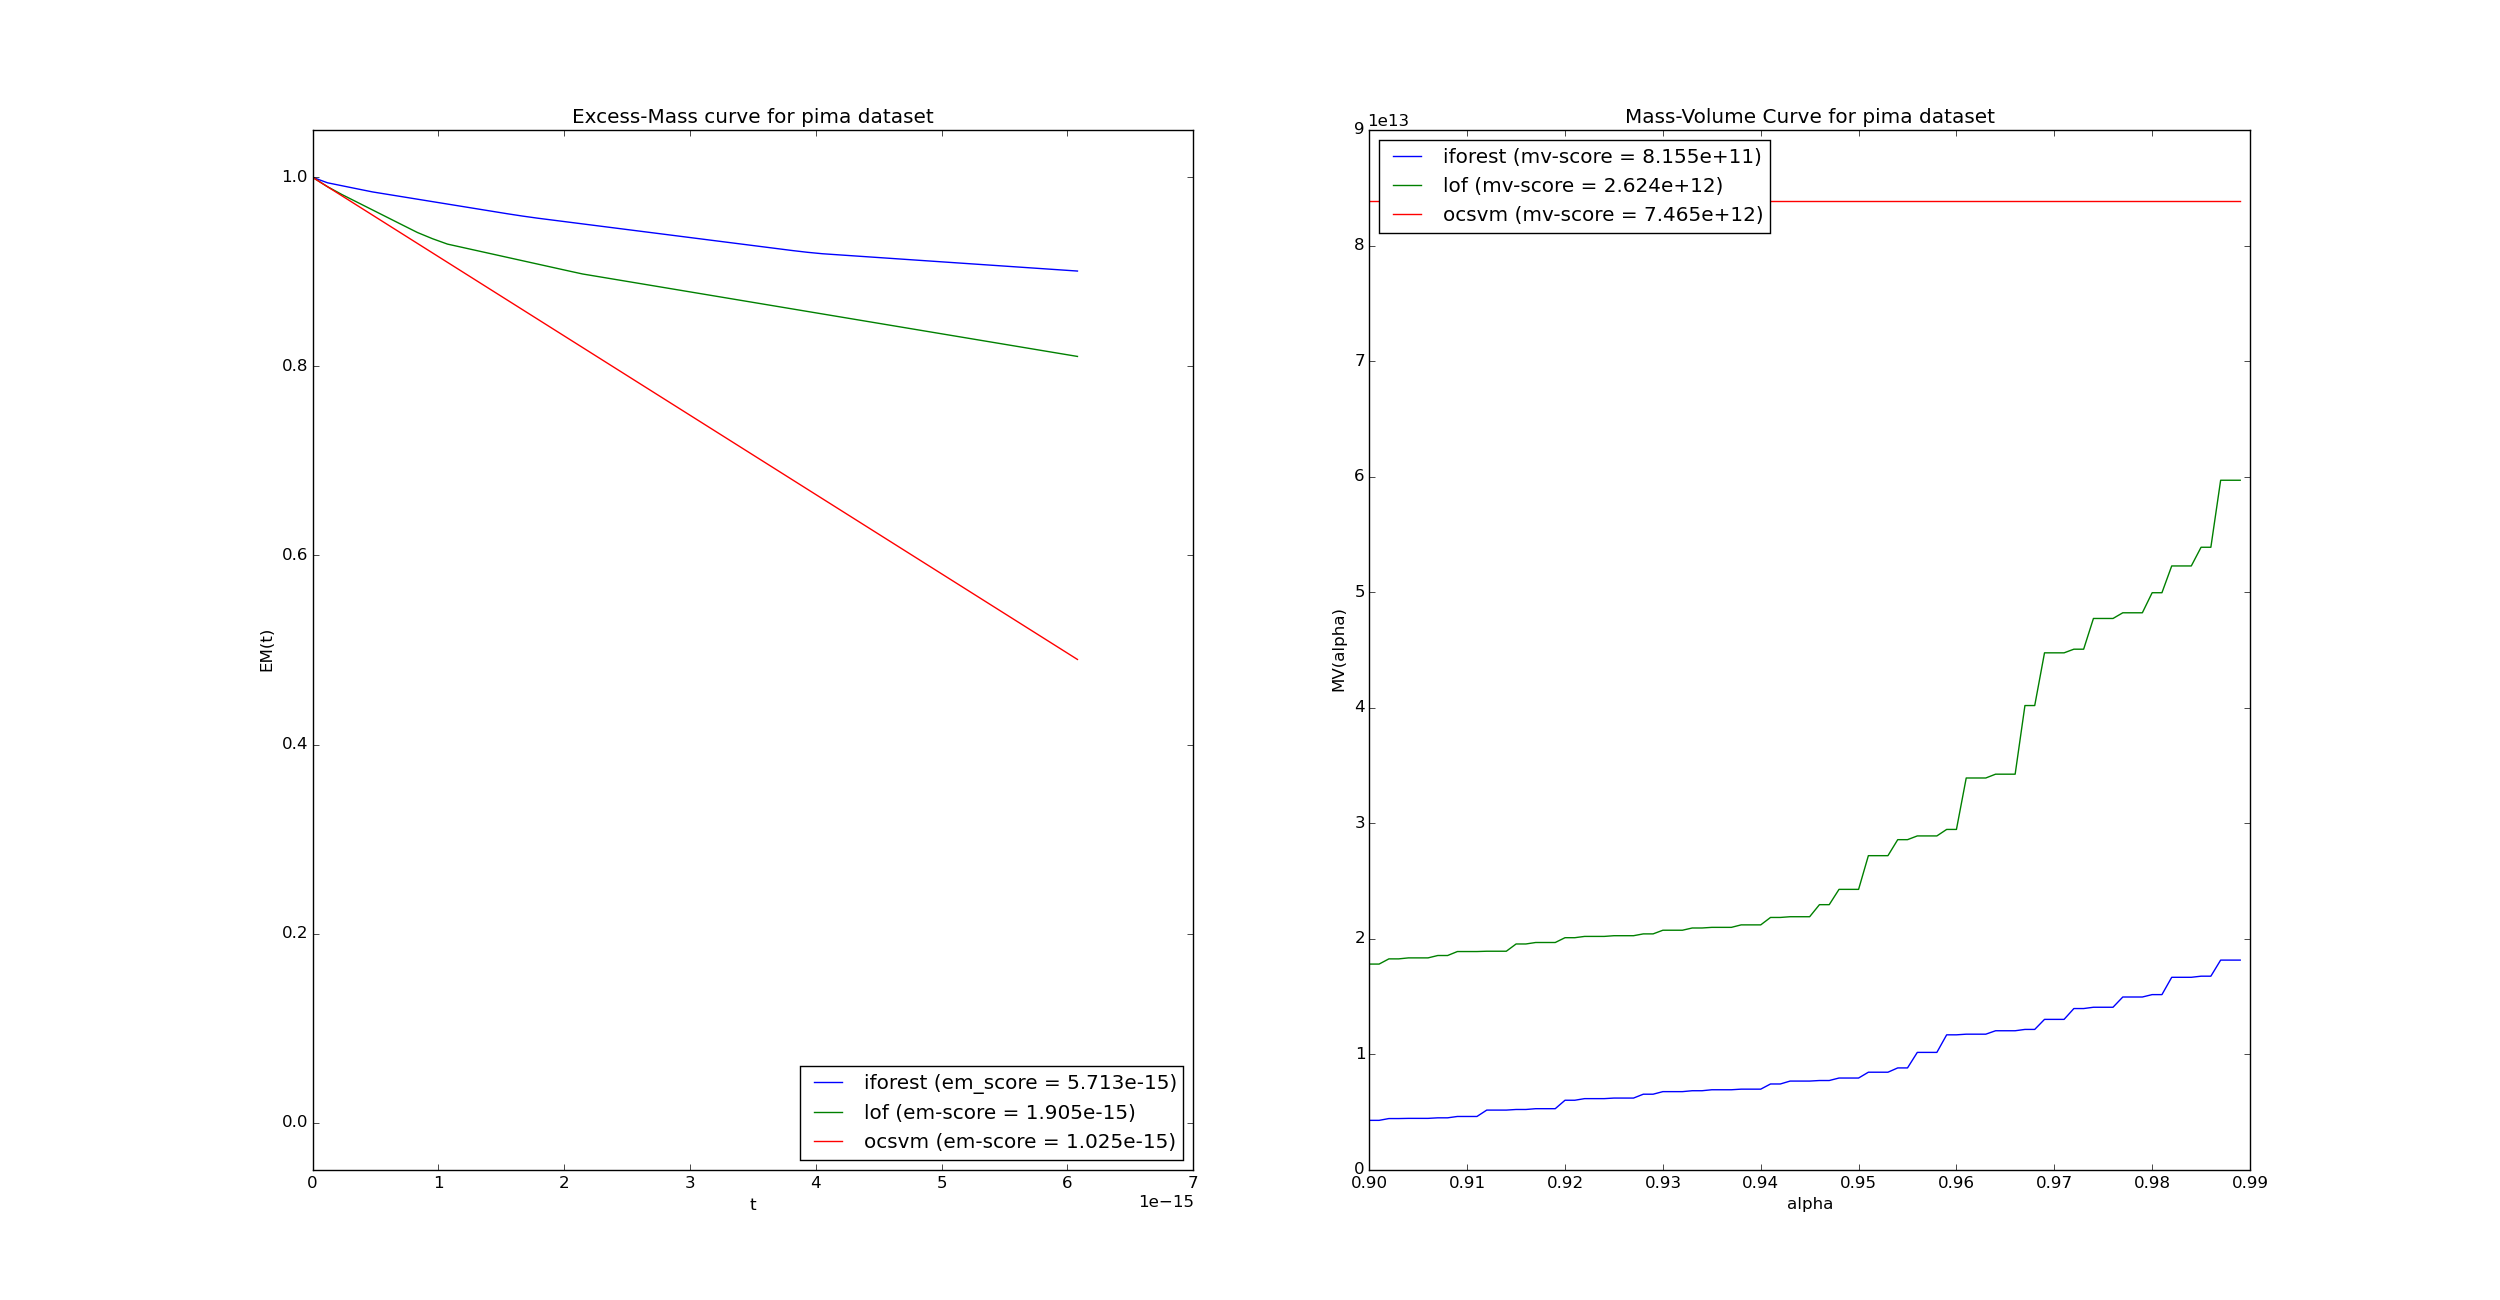 Excess-Mass curve for pima dataset
1.0
0.8
0.6
0.4
0.2
0.0
EM(t)
iforest (em_score = 5.713e-15)
lof (em-score = 1.905e-15)
ocsvm (em-score = 1.025e-15)
0 1 2 3 4 5 6 7
1e−15
t
Mass-Volume Curve for pima dataset
1e13
9
8
7
6
5
4
3
2
1
0
MV(alpha)
iforest (mv-score = 8.155e+11)
lof (mv-score = 2.624e+12)
ocsvm (mv-score = 7.465e+12)
0.90 0.91 0.92 0.93 0.94 0.95 0.96 0.97 0.98 0.99
alpha